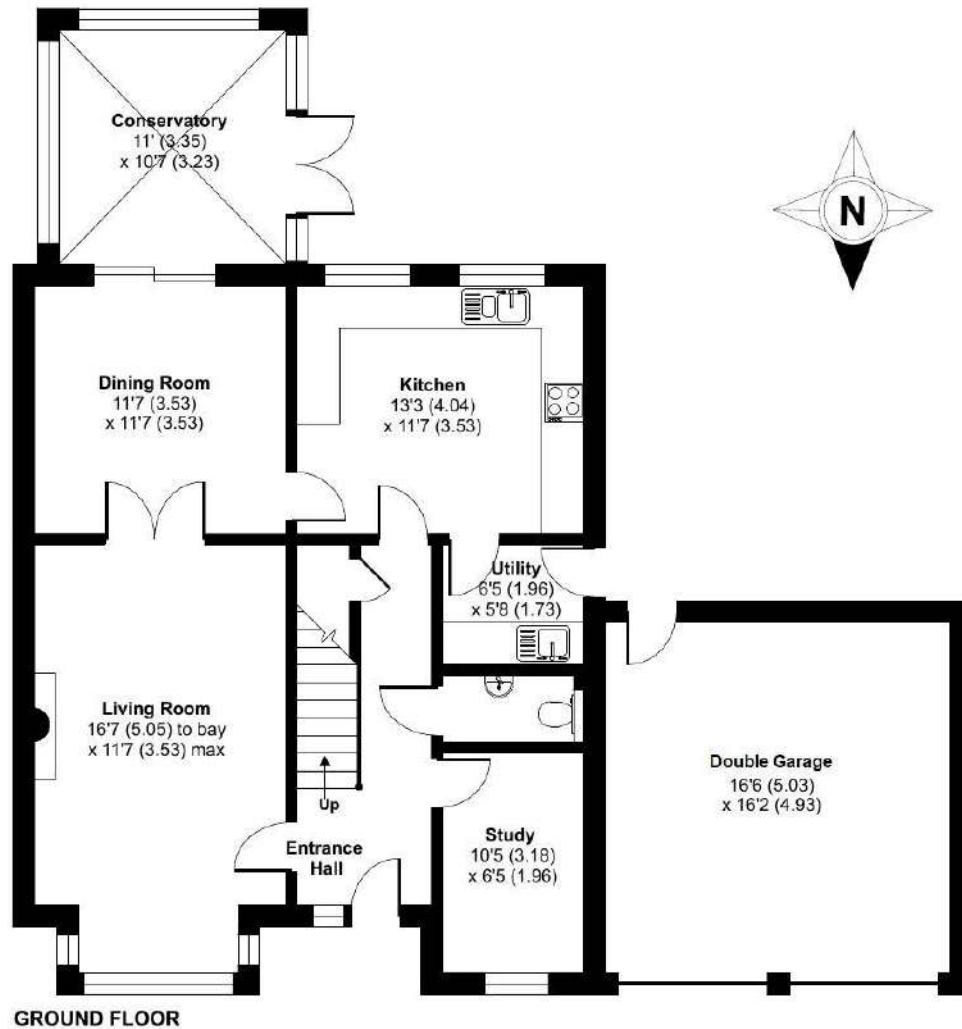 Conservatory
11' (3.35)
x 10'7 (3.23)
N
Dining Room
11'7 (3.53)
x 11'7 (3.53)
Kitchen
13'3 (4.04)
x 11'7 (3.53)
Utility
6'5 (1.96)
x 5'8 (1.73)
Living Room
16'7 (5.05) to bay
x 11'7 (3.53) max
Up
Entrance
Hall
Study
10'5 (3.18)
x 6'5 (1.96)
Double Garage
16'6 (5.03)
x 16'2 (4.93)
GROUND FLOOR